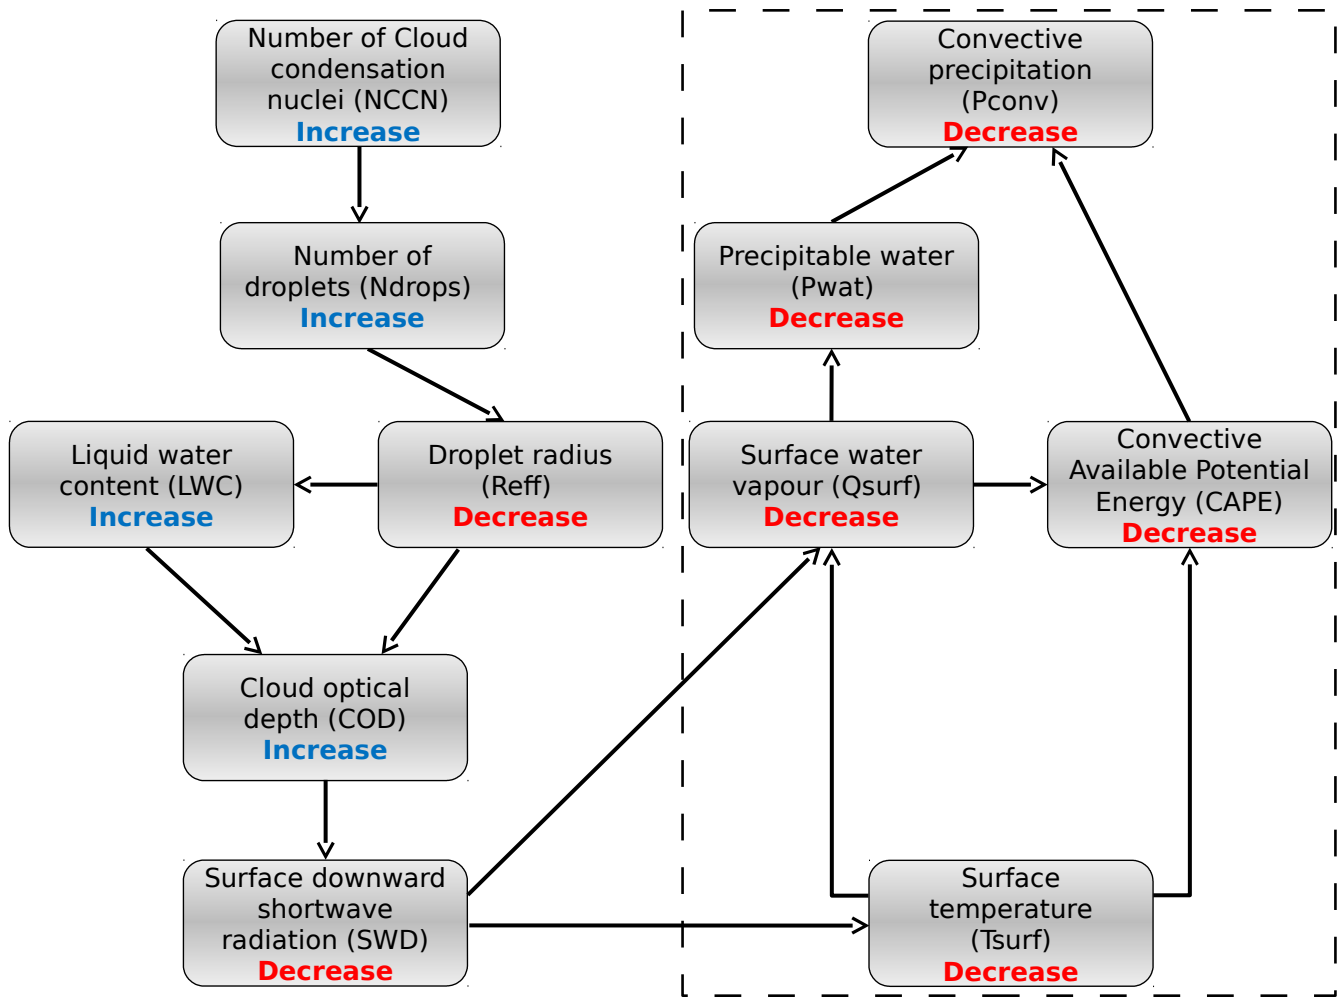 Number of Cloud
condensation
nuclei (NCCN)
Increase
Number of
droplets (Ndrops)
Increase
Liquid water
content (LWC)
Increase
Droplet radius
(Reff)
Decrease
Cloud optical
depth (COD)
Increase
Surface downward
shortwave
radiation (SWD)
Decrease
Convective
precipitation
(Pconv)
Decrease
Precipitable water
(Pwat)
Decrease
Surface water
vapour (Qsurf)
Decrease
Convective
Available Potential
Energy (CAPE)
Decrease
Surface
temperature
(Tsurf)
Decrease